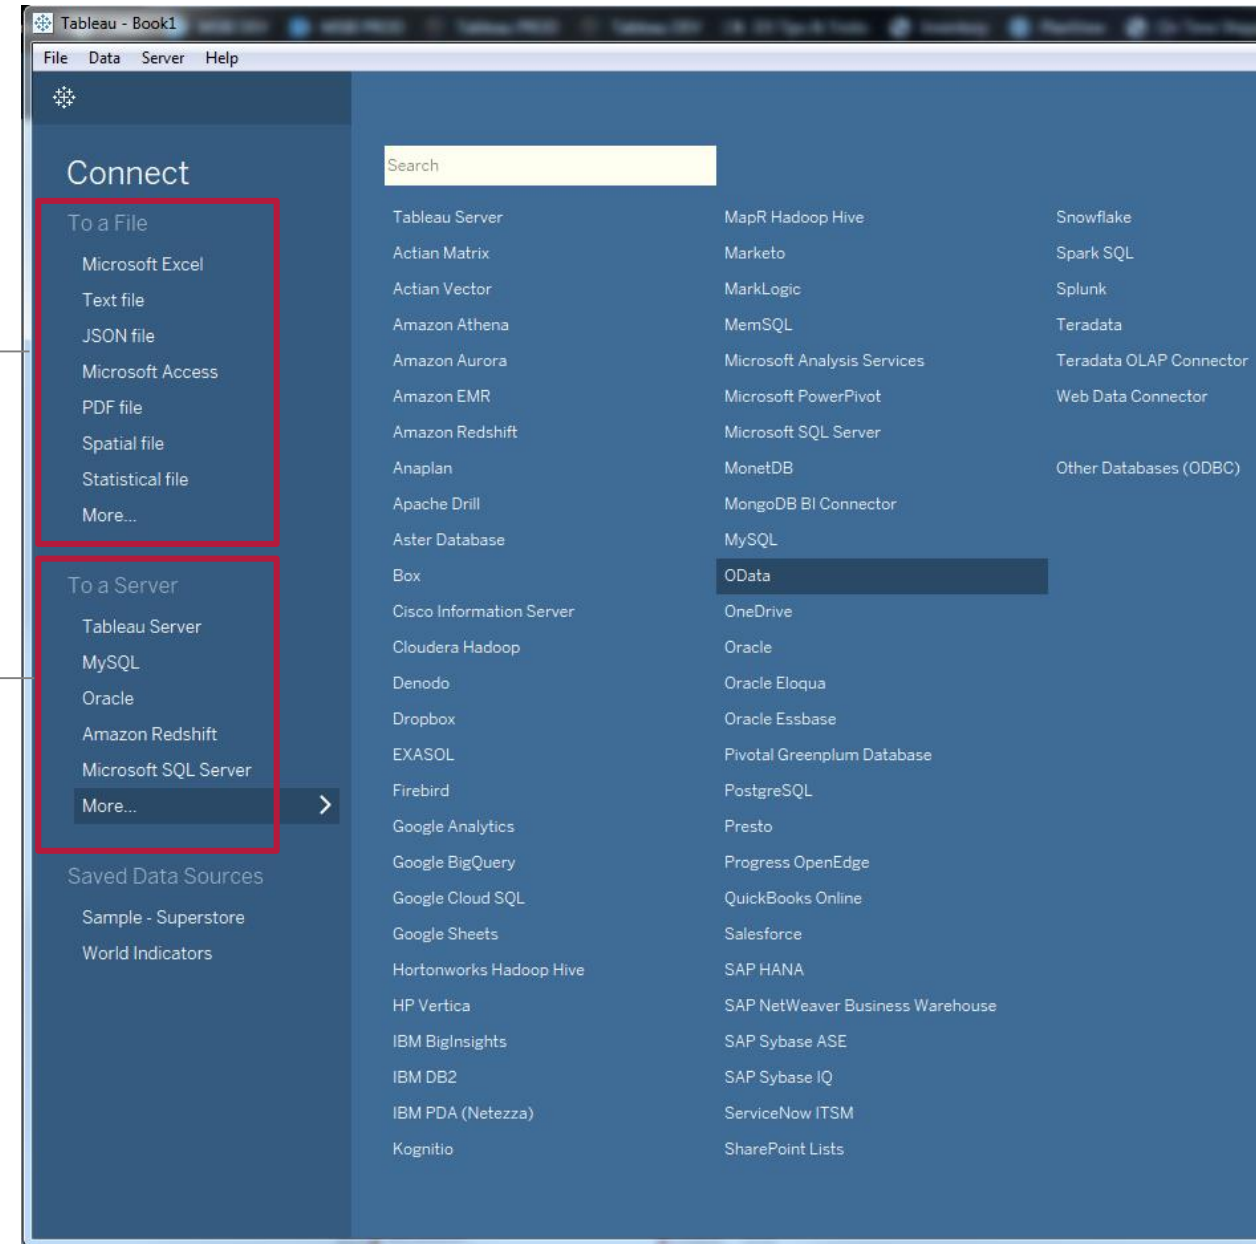 Tableau - Book1
File Data Server Help
Connect
To a File
Microsoft Excel
Text file
JSON file
Microsoft Access
PDF file
Spatial file
Statistical file
More...
To a Server
Tableau Server
MySQL
Oracle
Amazon Redshift
Microsoft SQL Server
More...
Saved Data Sources
Sample - Superstore
World Indicators
Search
Tableau Server
Actian Matrix
Actian Vector
Amazon Athena
Amazon Aurora
Amazon EMR
Amazon Redshift
Anaplan
Apache Drill
Aster Database
Box
Cisco Information Server
Cloudera Hadoop
Denodo
Dropbox
EXASOL
Firebird
Google Analytics
Google BigQuery
Google Cloud SQL
Google Sheets
Hortonworks Hadoop Hive
HP Vertica
IBM BigInsights
IBM DB2
IBM PDA (Netezza)
Kognitio
MapR Hadoop Hive
Marketo
MarkLogic
MemSQL
Microsoft Analysis Services
Microsoft PowerPivot
Microsoft SQL Server
MonetDB
MongoDB BI Connector
MySQL
OData
OneDrive
Oracle
Oracle Eloqua
Oracle Essbase
Pivotal Greenplum Database
PostgreSQL
Presto
Progress OpenEdge
QuickBooks Online
Salesforce
SAP HANA
SAP NetWeaver Business Warehouse
SAP Sybase ASE
SAP Sybase IQ
ServiceNow ITSM
SharePoint Lists
Snowflake
Spark SQL
Splunk
Teradata
Teradata OLAP Connector
Web Data Connector
Other Databases (ODBC)